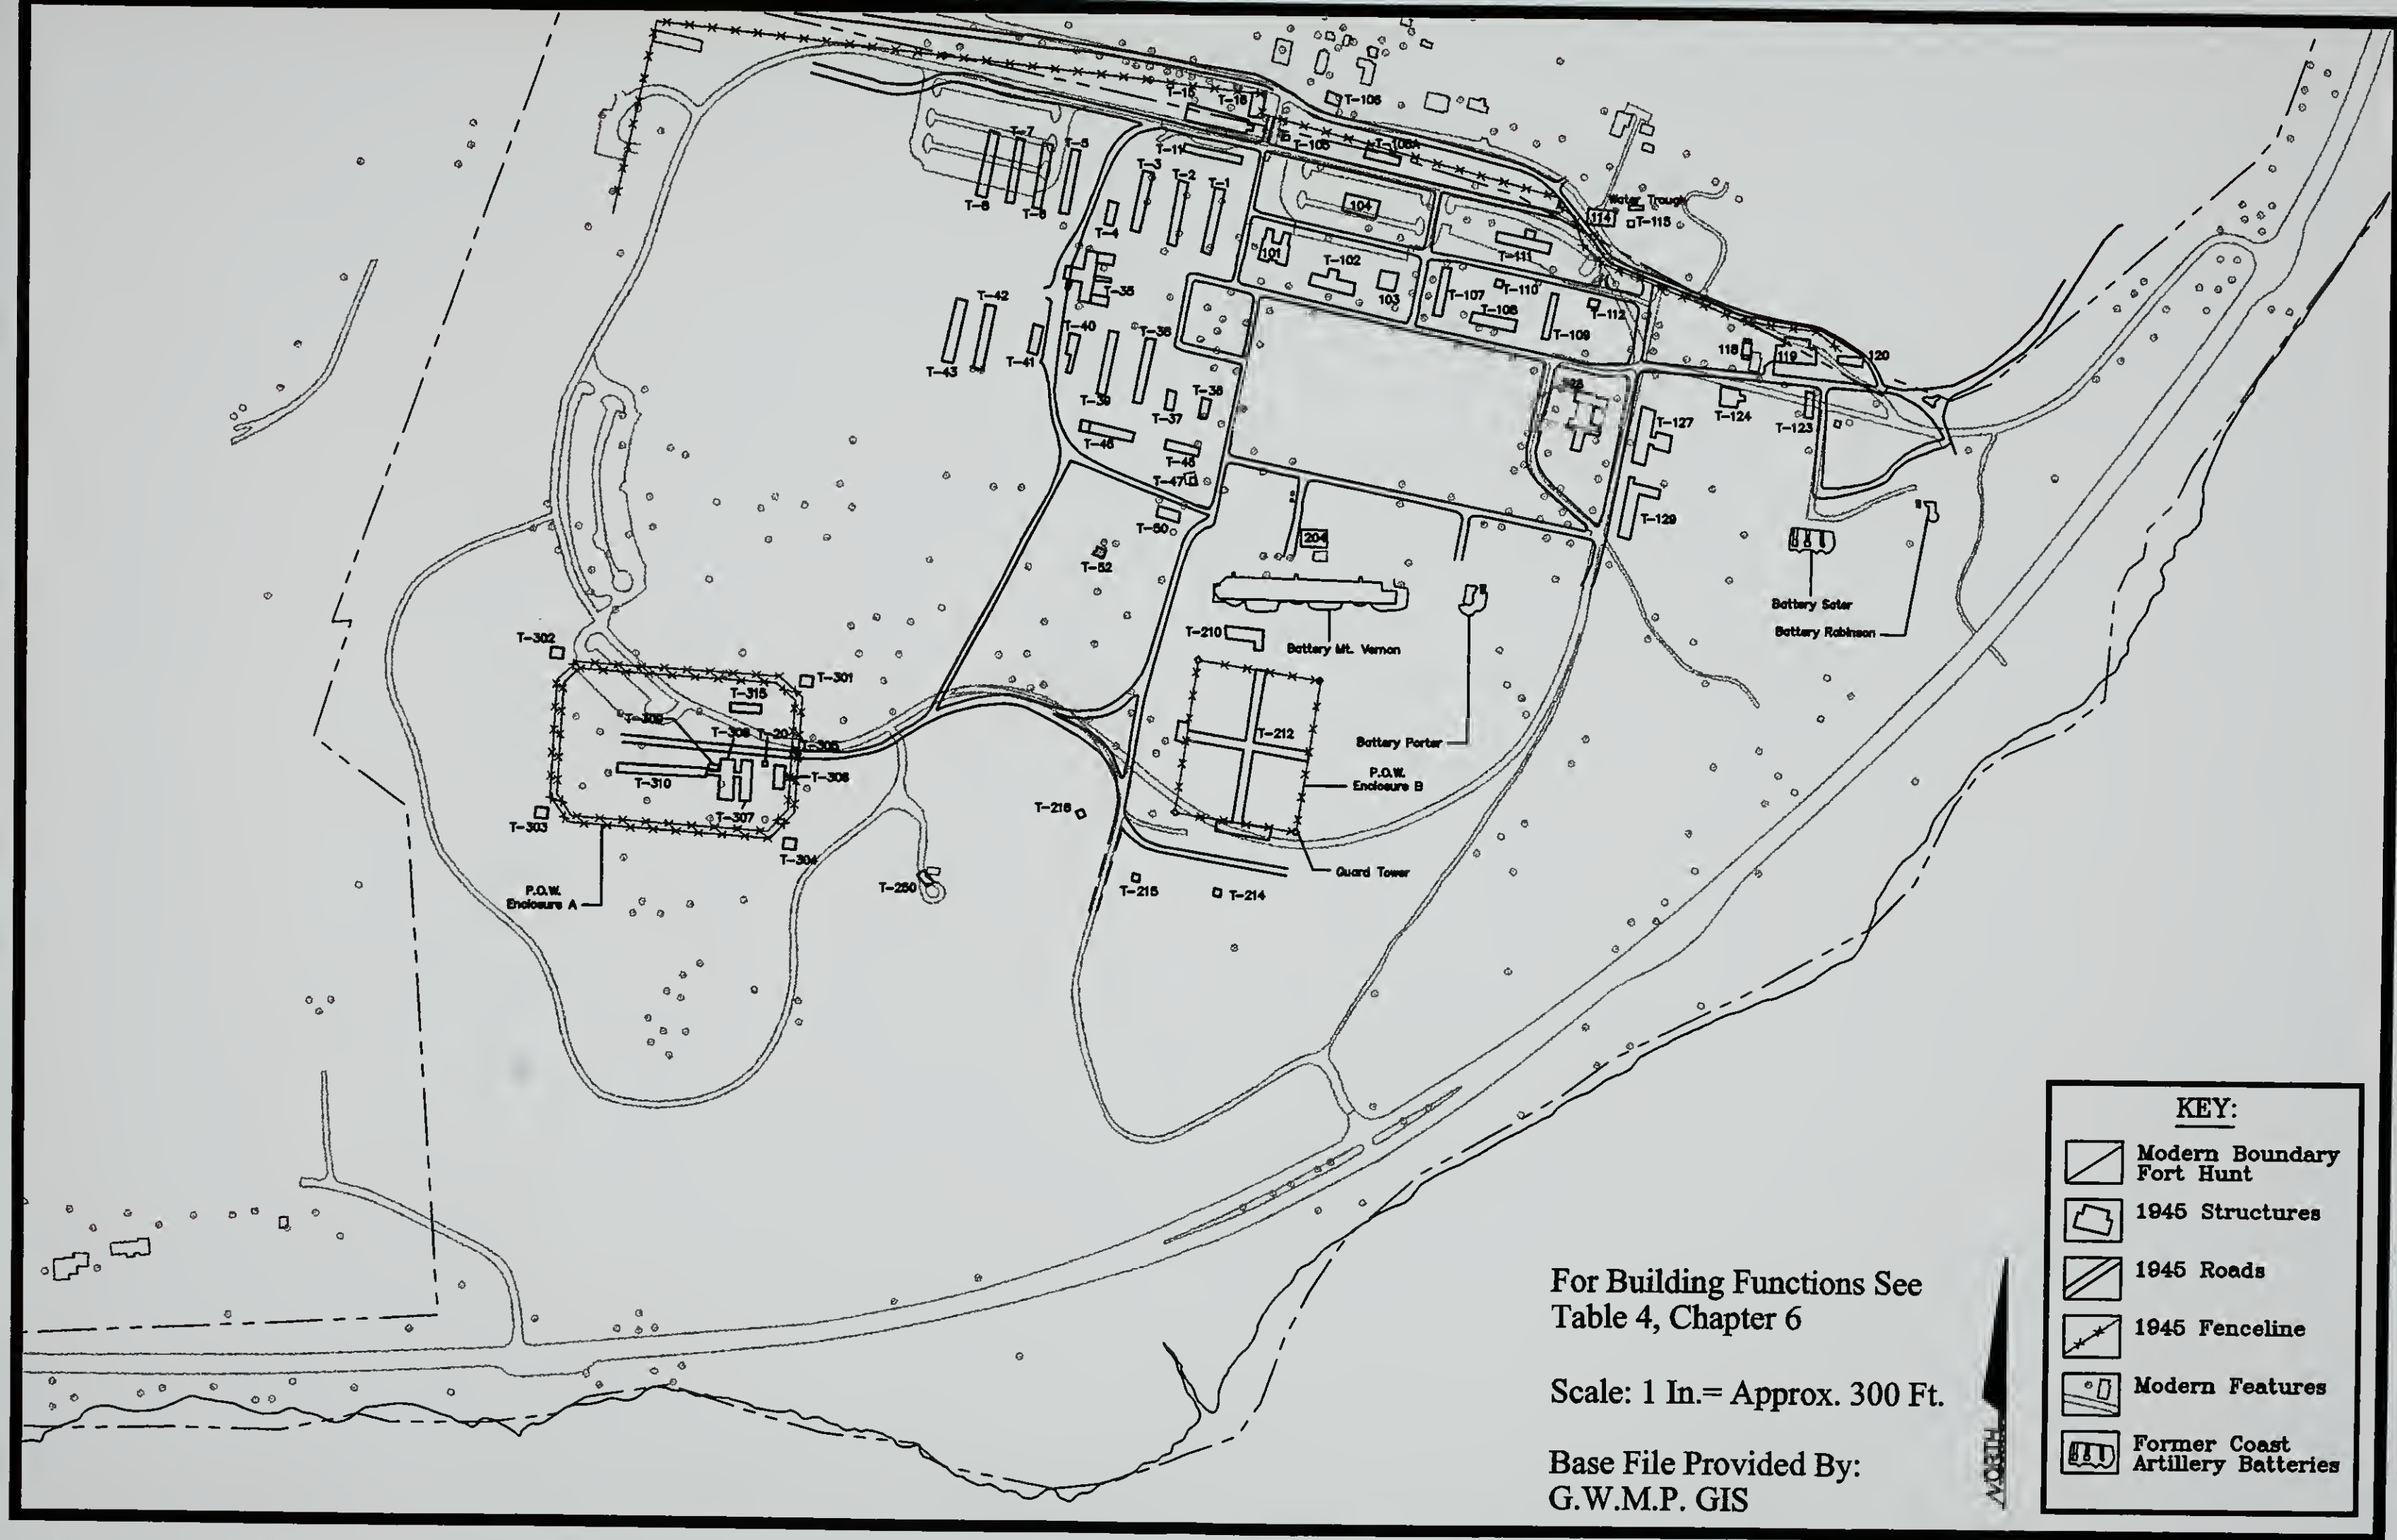 T-15
T-16
T-106
T-7
T-5
T-11
T-105
T-106A
T-3
T-2
T-1
T-8
T-6
T-4
104
Water Trough
114
T-115
101
T-102
103
T-111
T-35
T-107
T-110
T-108
T-112
T-109
T-42
T-40
T-38
T-43
T-41
118
119
120
T-39
T-37
T-36
T-124
T-123
T-127
T-46
T-45
T-47
T-50
T-129
204
T-52
Battery Sater
Battery Robinson
T-302
T-210
Battery Mt. Vernon
T-301
T-315
T-309
T-308
T-20
T-305
T-212
Battery Porter
T-310
T-306
P.O.W.
Enclosure B
T-303
T-307
T-216
T-304
T-250
Guard Tower
P.O.W.
Enclosure A
T-215
T-214
For Building Functions See
Table 4, Chapter 6
Scale: 1 In.= Approx. 300 Ft.
Base File Provided By:
G.W.M.P. GIS
NORTH
KEY:
Modern Boundary
Fort Hunt
1945 Structures
1945 Roads
1945 Fenceline
Modern Features
Former Coast
Artillery Batteries